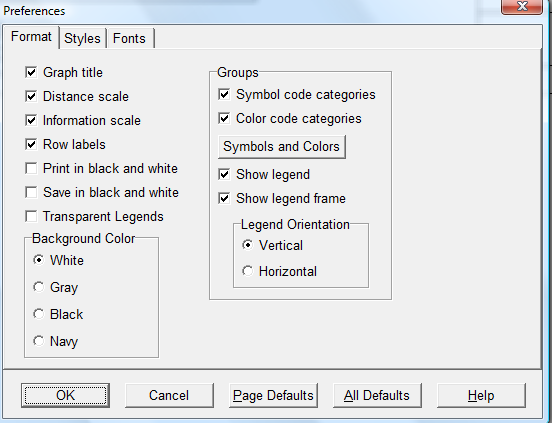 Preferences
Format Styles Fonts
Graph title
Distance scale
Information scale
Row labels
Print in black and white
Save in black and white
Transparent Legends
Background Color
White
Gray
Black
Navy
Groups
Symbol code categories
Color code categories
Symbols and Colors
Show legend
Show legend frame
Legend Orientation
Vertical
Horizontal
OK Cancel Page Defaults All Defaults Help